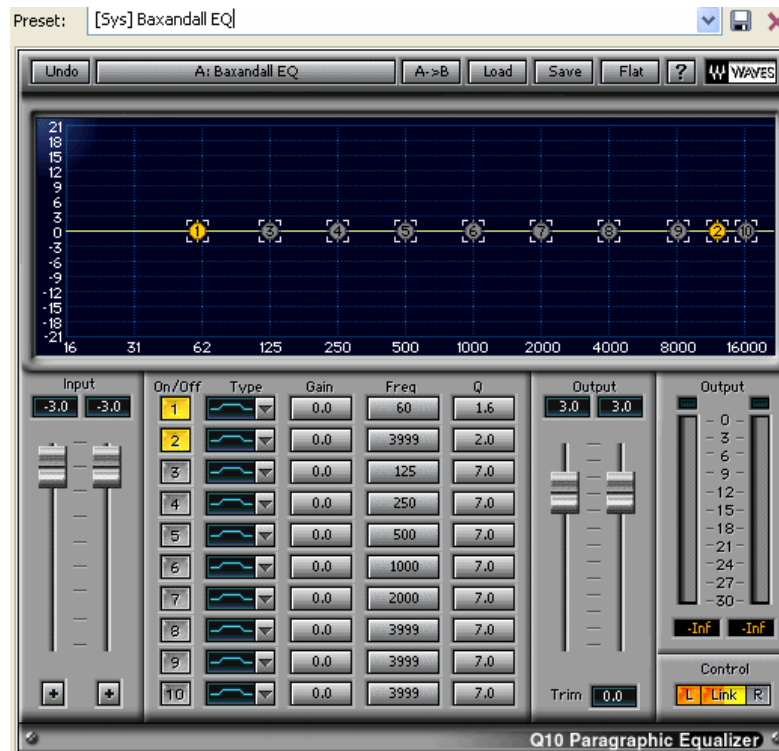 Preset: [Sys] Baxandall EQ
Undo A: Baxandall EQ A->B Load Save Flat ? WAVES
21
18
15
12
9
6
3
0
-3
-6
-9
-12
-15
-18
-21
1 3 4 5 6 7 8 9 2 10
16 31 62 125 250 500 1000 2000 4000 8000 16000
Input On/Off Type Gain Freq Q Output Output
-3.0 -3.0 1 0.0 60 1.6 3.0 3.0
2 0.0 3999 2.0
3 0.0 125 7.0
4 0.0 250 7.0
5 0.0 500 7.0
6 0.0 1000 7.0
7 0.0 2000 7.0
8 0.0 3999 7.0
9 0.0 3999 7.0
10 0.0 3999 7.0
- 0 -
- 3 -
- 6 -
- 9 -
-12-
-15-
-18-
-21-
-24-
-27-
-30-
-Inf -Inf
+ + Trim 0.0
Control
L Link R
Q10 Paragraphic Equalizer